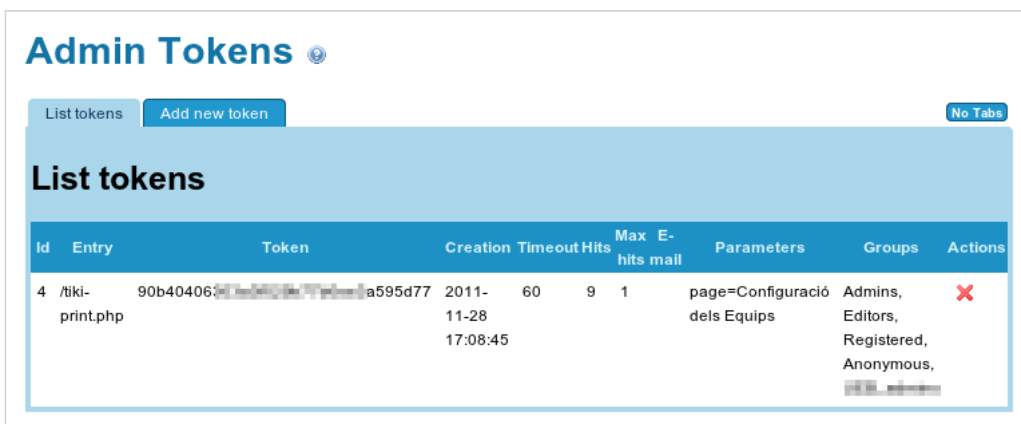 Admin Tokens
List tokens Add new token No Tabs
List tokens
Id Entry Token Creation Timeout Hits Max hits E-mail Parameters Groups Actions
4 /tiki- 90b40406 a595d77 2011- 60 9 1 page=Configuració Admins,
print.php 11-28 dels Equips Editors,
17:08:45 Registered,
Anonymous,